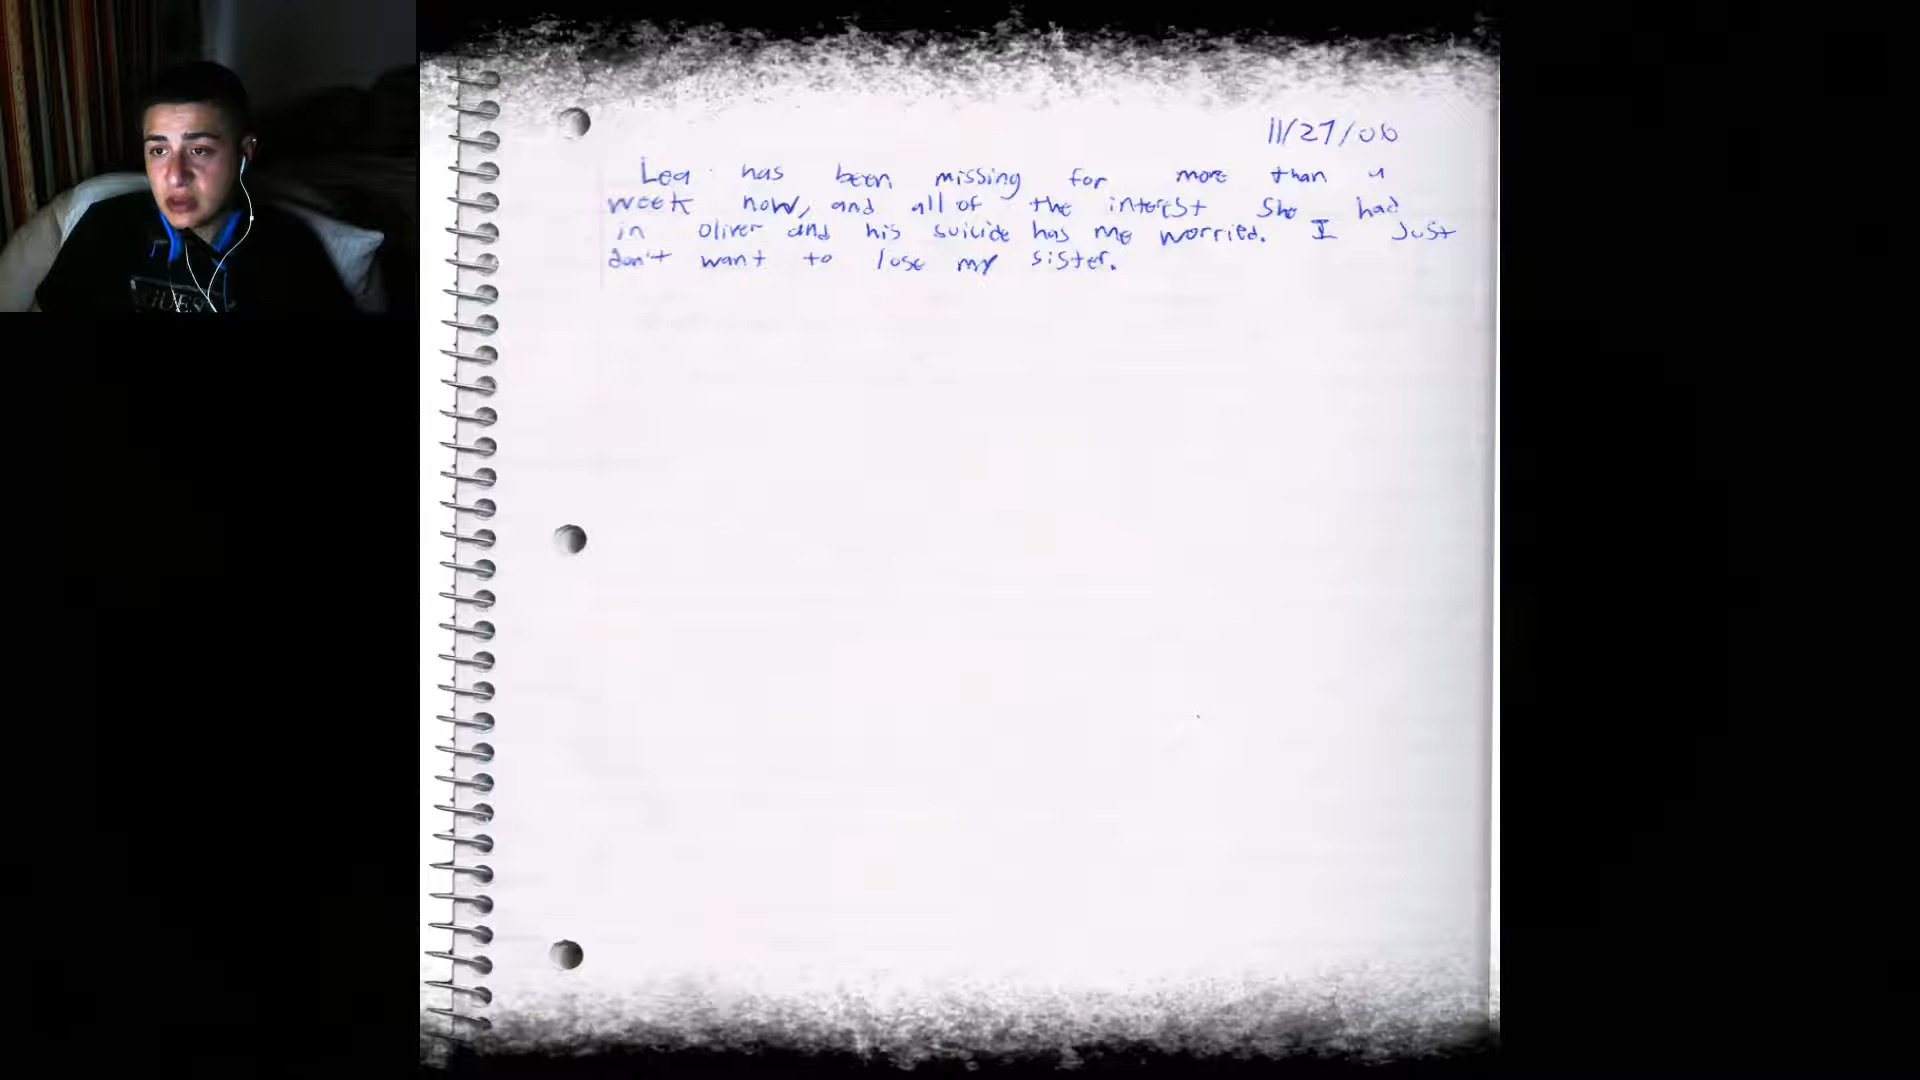 11/27/06
Lea has been missing for more than a
week now, and all of the interest she had
in oliver and his suicide has me worried. I just
don't want to lose my sister.
GUESS